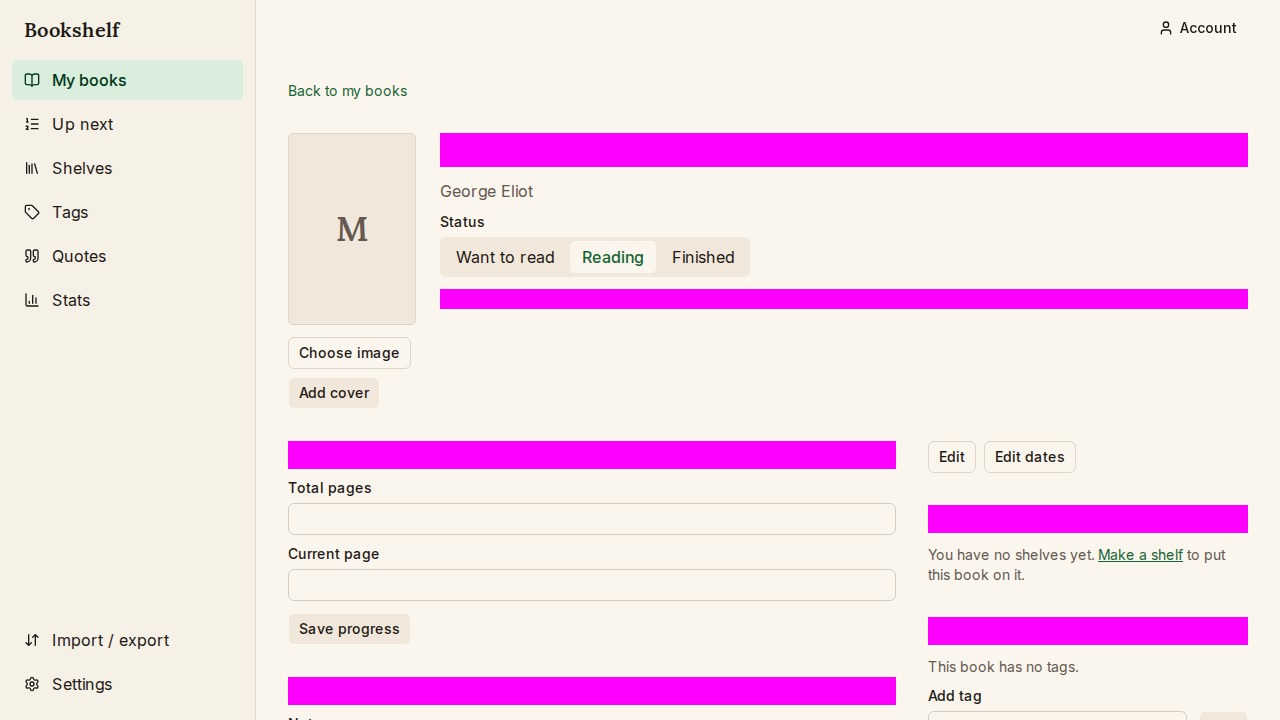 Bookshelf
My books
Up next
Shelves
Tags
Quotes
Stats
Import / export
Settings
Account
Back to my books
M
George Eliot
Status
Want to read
Reading
Finished
Choose image
Add cover
Total pages
Current page
Save progress
Edit
Edit dates
You have no shelves yet. Make a shelf to put
this book on it.
This book has no tags.
Add tag